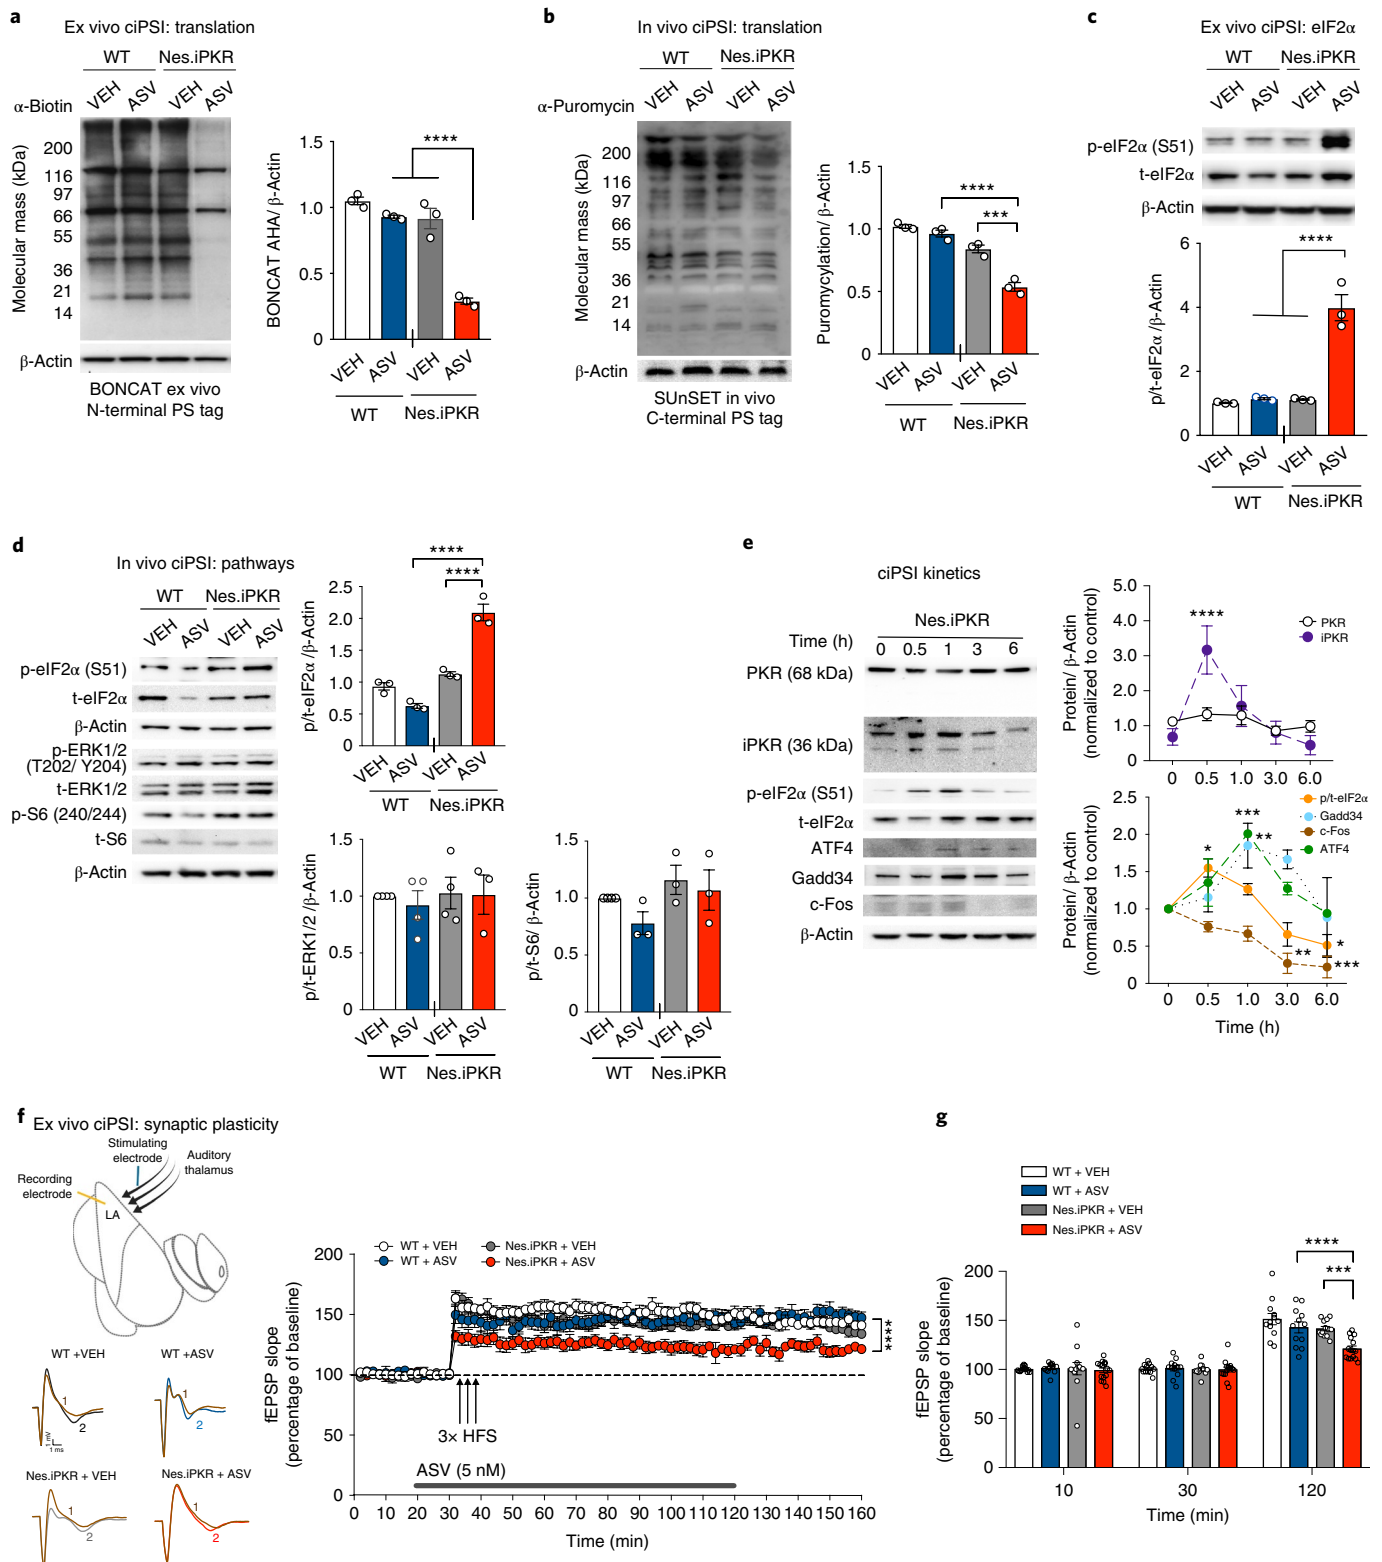 a
Ex vivo ciPSI: translation
WT
Nes.iPKR
VEH
ASV
VEH
ASV
α-Biotin
Molecular mass (kDa)
200
116
97
66
55
36
21
14
β-Actin
BONCAT ex vivo
N-terminal PS tag
BONCAT AHA/ β-Actin
1.5
1.0
0.5
0
****
VEH
ASV
VEH
ASV
WT
Nes.iPKR
b
In vivo ciPSI: translation
WT
Nes.iPKR
VEH
ASV
VEH
ASV
α-Puromycin
Molecular mass (kDa)
200
116
97
66
55
36
21
14
β-Actin
SUnSET in vivo
C-terminal PS tag
Puromycylation/ β-Actin
1.5
1.0
0.5
0
****
***
VEH
ASV
VEH
ASV
WT
Nes.iPKR
c
Ex vivo ciPSI: eIF2α
WT
Nes.iPKR
VEH
ASV
VEH
ASV
p-eIF2α (S51)
t-eIF2α
β-Actin
p/t-eIF2α /β-Actin
6
4
2
0
****
VEH
ASV
VEH
ASV
WT
Nes.iPKR
d
In vivo ciPSI: pathways
WT
Nes.iPKR
VEH
ASV
VEH
ASV
p-eIF2α (S51)
t-eIF2α
β-Actin
p-ERK1/2
(T202/ Y204)
t-ERK1/2
p-S6 (240/244)
t-S6
β-Actin
p/t-eIF2α /β-Actin
2.5
2.0
1.5
1.0
0.5
0
****
****
VEH
ASV
VEH
ASV
WT
Nes.iPKR
p/t-ERK1/2 /β-Actin
1.5
1.0
0.5
0
VEH
ASV
VEH
ASV
WT
Nes.iPKR
p/t-S6/ β-Actin
1.5
1.0
0.5
0
VEH
ASV
VEH
ASV
WT
Nes.iPKR
e
ciPSI kinetics
Nes.iPKR
Time (h)
0
0.5
1
3
6
PKR (68 kDa)
iPKR (36 kDa)
p-eIF2α (S51)
t-eIF2α
ATF4
Gadd34
c-Fos
β-Actin
Protein/ β-Actin
(normalized to control)
5.0
4.0
3.0
2.0
1.0
0
****
PKR
iPKR
0
0.5
1.0
3.0
6.0
Protein/ β-Actin
(normalized to control)
2.5
2.0
1.5
1.0
0.5
0
p/t-eIF2α
Gadd34
c-Fos
ATF4
*
***
**
**
*
***
0
0.5
1.0
3.0
6.0
Time (h)
f
Ex vivo ciPSI: synaptic plasticity
Stimulating
electrode
Auditory
thalamus
Recording
electrode
LA
WT +VEH
1
2
1 mV
1 ms
WT +ASV
1
2
Nes.iPKR + VEH
1
2
Nes.iPKR + ASV
1
2
fEPSP slope
(percentage of baseline)
200
150
100
50
0
WT + VEH
WT + ASV
Nes.iPKR + VEH
Nes.iPKR + ASV
****
3× HFS
ASV (5 nM)
0 10 20 30 40 50 60 70 80 90 100 110 120 130 140 150 160
Time (min)
g
WT + VEH
WT + ASV
Nes.iPKR + VEH
Nes.iPKR + ASV
fEPSP slope
(percentage of baseline)
200
150
100
50
0
****
***
10
30
120
Time (min)